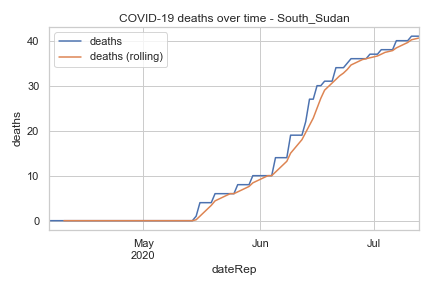 COVID-19 deaths over time - South_Sudan
deaths
deaths (rolling)
40
30
20
10
0
deaths
May
2020
Jun
Jul
dateRep